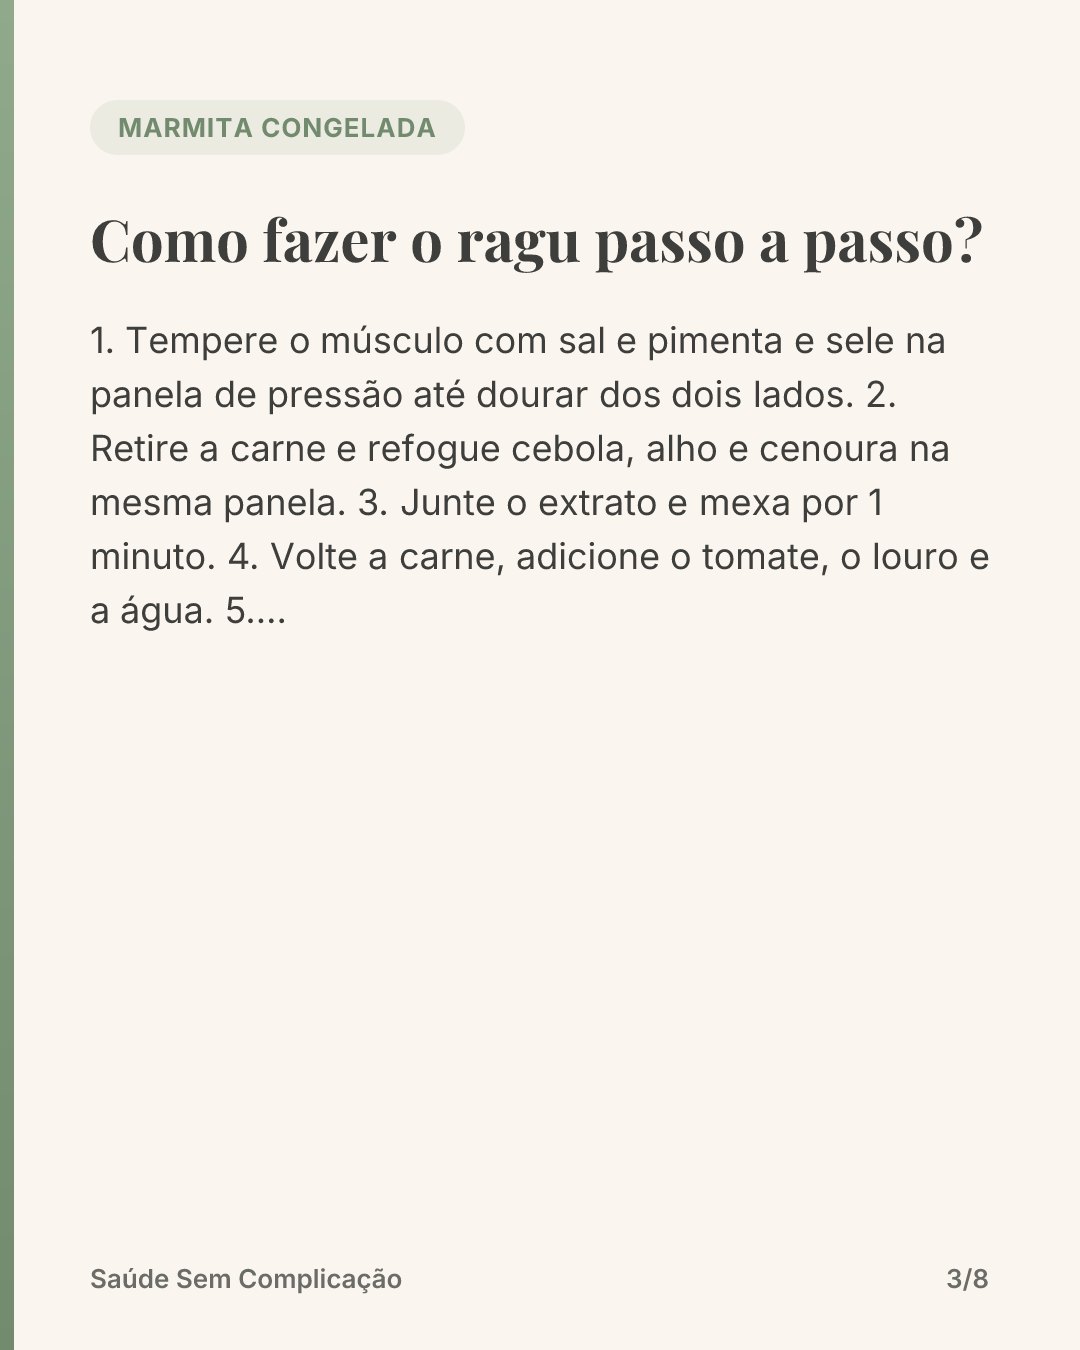 MARMITA CONGELADA
Como fazer o ragu passo a passo?
1. Tempere o músculo com sal e pimenta e sele na
panela de pressão até dourar dos dois lados. 2.
Retire a carne e refogue cebola, alho e cenoura na
mesma panela. 3. Junte o extrato e mexa por 1
minuto. 4. Volte a carne, adicione o tomate, o louro e
a água. 5....
Saúde Sem Complicação
3/8